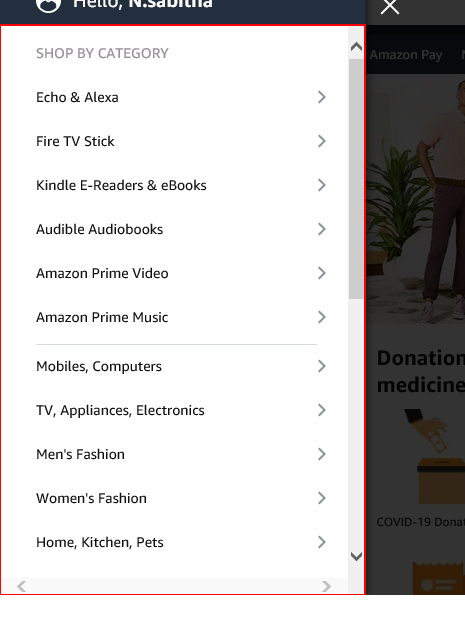 Hello, N.sabitha
SHOP BY CATEGORY
Echo & Alexa
Fire TV Stick
Kindle E-Readers & eBooks
Audible Audiobooks
Amazon Prime Video
Amazon Prime Music
Mobiles, Computers
TV, Appliances, Electronics
Men's Fashion
Women's Fashion
Home, Kitchen, Pets
Amazon Pay
Donation
medicine
COVID-19 Donat